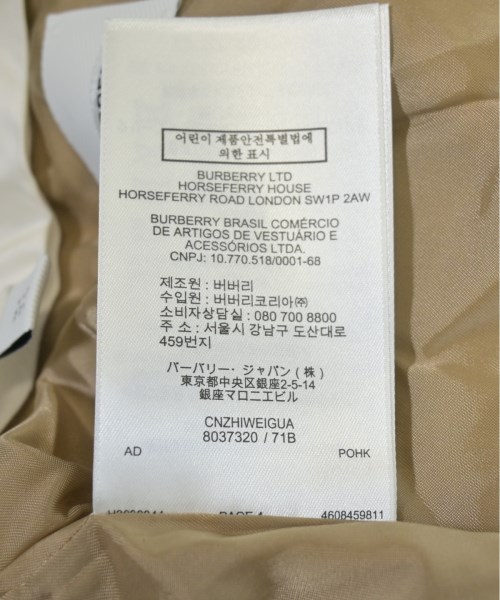 어린이 제품안전특별법에
의한 표시
BURBERRY LTD
HORSEFERRY HOUSE
HORSEFERRY ROAD LONDON SW1P 2AW
BURBERRY BRASIL COMÉRCIO
DE ARTIGOS DE VESTUÁRIO E
ACESSÓRIOS LTDA.
CNPJ: 10.770.518/0001-68
제조원 : 버버리
수입원 : 버버리코리아㈜
소비자상담실 : 080 700 8800
주 소 : 서울시 강남구 도산대로
459번지
バーバリー・ジャパン (株)
東京都中央区銀座2-5-14
銀座マロニエビル
CNZHIWEIGUA
8037320 / 71B
AD POHK
PAGE 4 4608459811